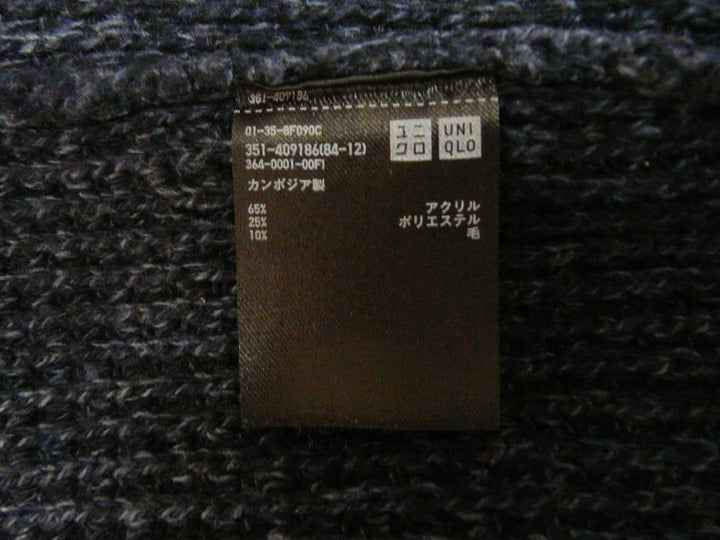 351-409186
01-35-8F090C
351-409186(84-12)
364-0001-00F1
ユニ
クロ
UNI
QLO
カンボジア製
65% アクリル
25% ポリエステル
10% 毛